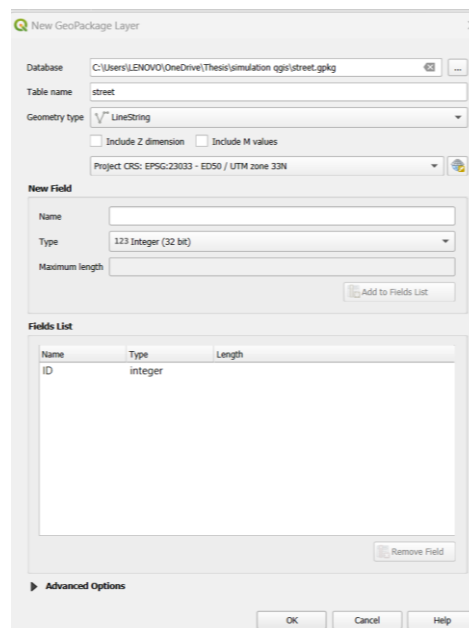 New GeoPackage Layer
Database C:\Users\LENOVO\OneDrive\Thesis\simulation qgis\street.gpkg ...
Table name street
Geometry type LineString
Include Z dimension Include M values
Project CRS: EPSG:23033 - ED50 / UTM zone 33N
New Field
Name
Type 123 Integer (32 bit)
Maximum length
Add to Fields List
Fields List
Name Type Length
ID integer
Remove Field
Advanced Options
OK Cancel Help